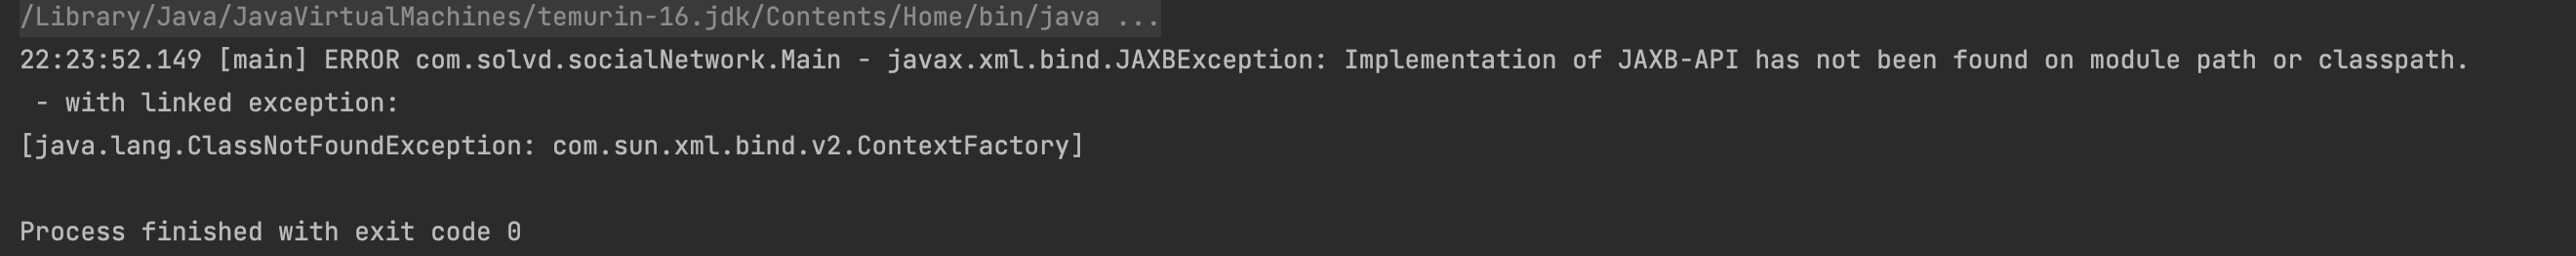 /Library/Java/JavaVirtualMachines/temurin-16.jdk/Contents/Home/bin/java ...
22:23:52.149 [main] ERROR com.solvd.socialNetwork.Main - javax.xml.bind.JAXBException: Implementation of JAXB-API has not been found on module path or classpath.
 - with linked exception:
[java.lang.ClassNotFoundException: com.sun.xml.bind.v2.ContextFactory]
Process finished with exit code 0